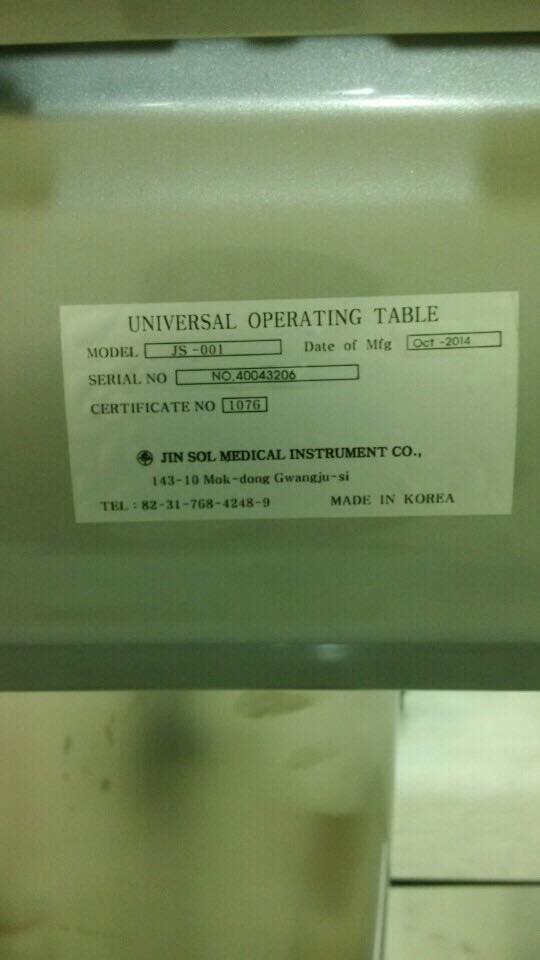 UNIVERSAL OPERATING TABLE
MODEL JS-001 Date of Mfg Oct-2014
SERIAL NO NO.40043206
CERTIFICATE NO 1076
JIN SOL MEDICAL INSTRUMENT CO.,
143-10 Mok-dong Gwangju-si
TEL : 82-31-768-4248-9 MADE IN KOREA